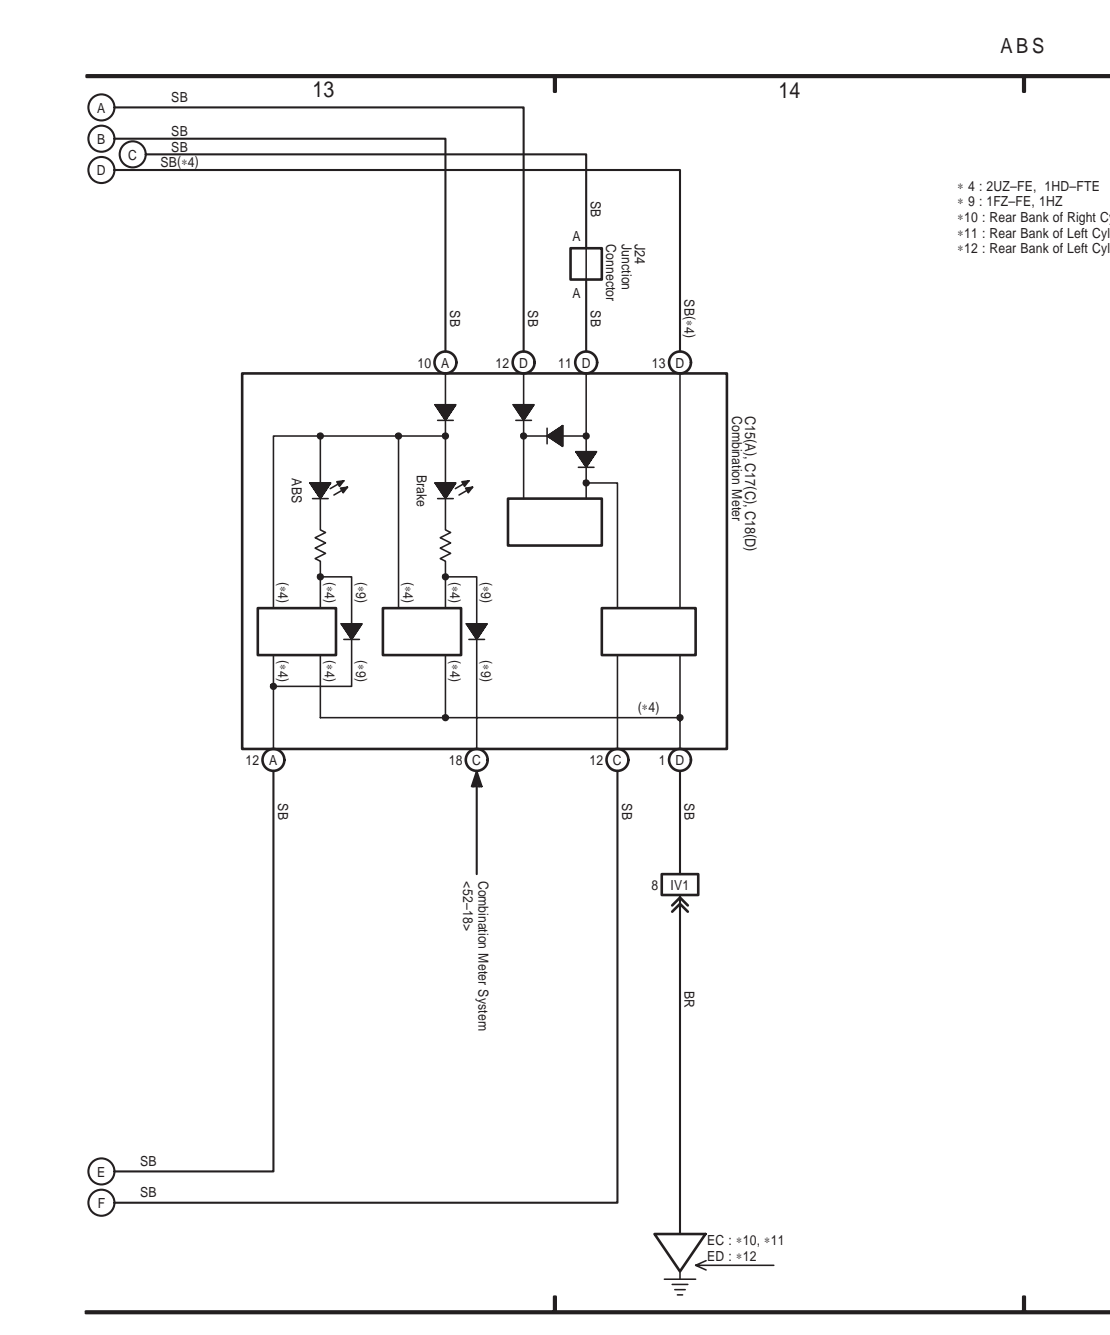 ABS
13
14
A
SB
B
SB
C
SB
D
SB(*4)
* 4 : 2UZ–FE, 1HD–FTE
* 9 : 1FZ–FE, 1HZ
*10 : Rear Bank of Right Cy
*11 : Rear Bank of Left Cyl
*12 : Rear Bank of Left Cyl
SB
A
J24
Junction
Connector
A
SB
SB
SB
SB(*4)
10 A
12 D
11 D
13 D
C15(A), C17(C), C18(D)
Combination Meter
ABS
Brake
(*4)
(*4)
(*9)
(*4)
(*4)
(*9)
(*4)
(*4)
(*9)
(*4)
(*9)
(*4)
12 A
18 C
12 C
1 D
SB
SB
SB
8 IV1
Combination Meter System
<52–18>
BR
E
SB
F
SB
EC : *10, *11
ED : *12